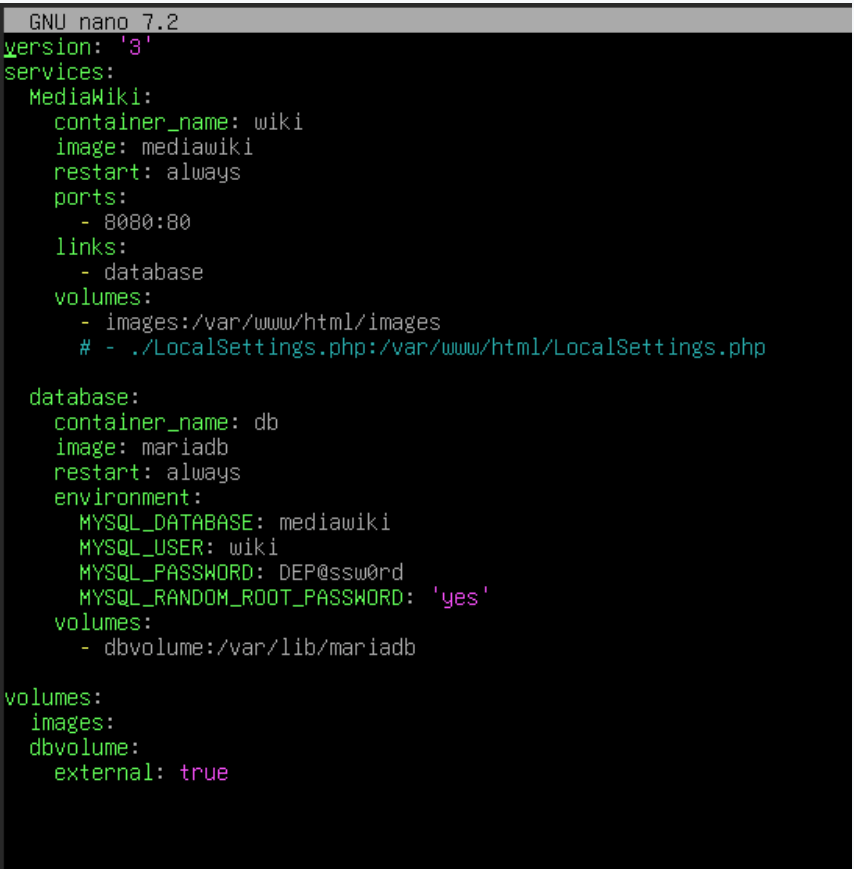 GNU nano 7.2
version: '3'
services:
  MediaWiki:
    container_name: wiki
    image: mediawiki
    restart: always
    ports:
      - 8080:80
    links:
      - database
    volumes:
      - images:/var/www/html/images
      # - ./LocalSettings.php:/var/www/html/LocalSettings.php

  database:
    container_name: db
    image: mariadb
    restart: always
    environment:
      MYSQL_DATABASE: mediawiki
      MYSQL_USER: wiki
      MYSQL_PASSWORD: DEP@ssw0rd
      MYSQL_RANDOM_ROOT_PASSWORD: 'yes'
    volumes:
      - dbvolume:/var/lib/mariadb

volumes:
  images:
  dbvolume:
    external: true